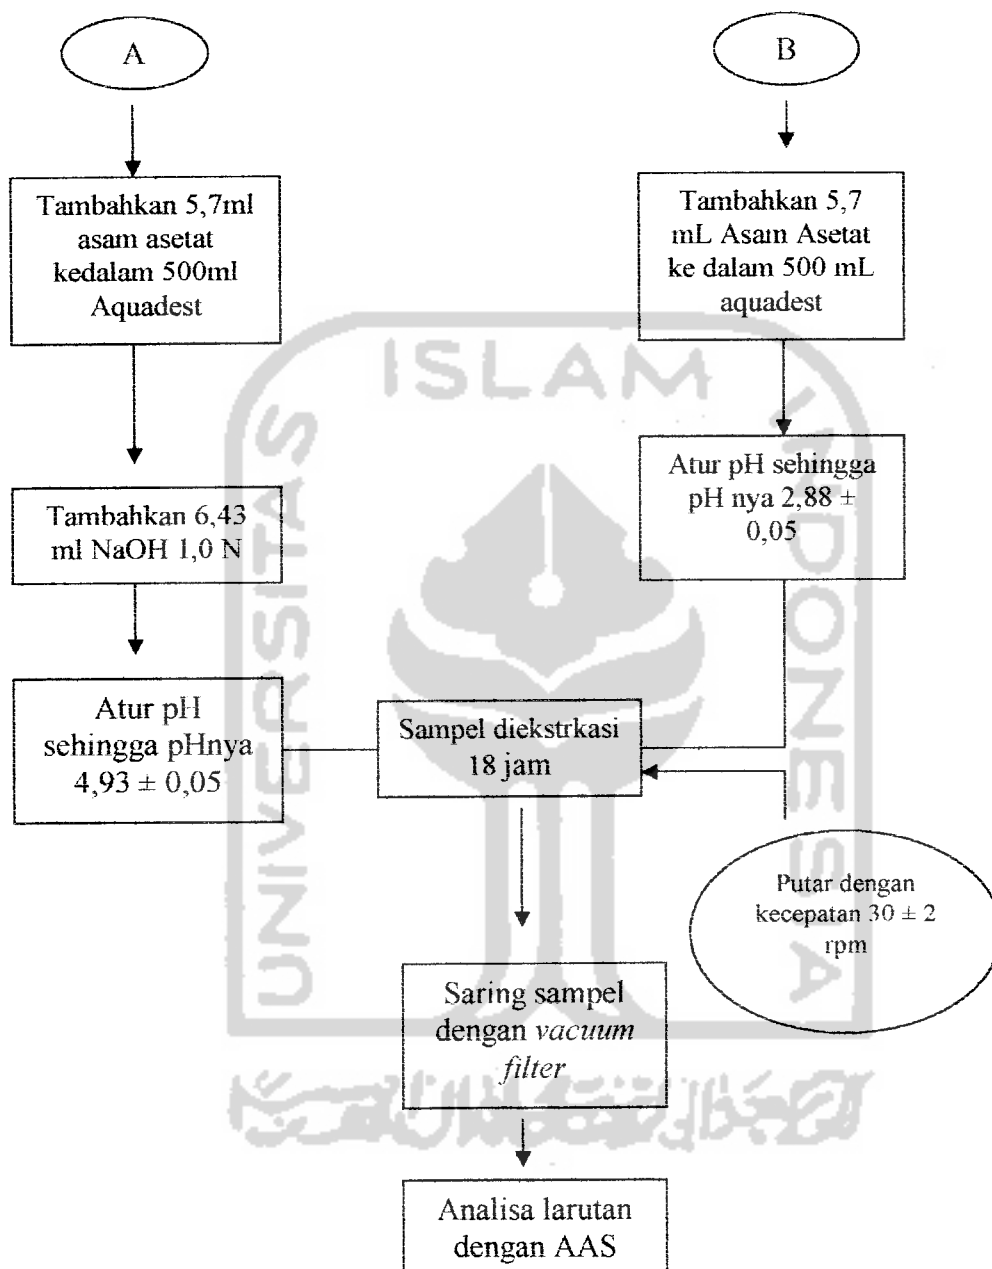 A
Tambahkan 5,7ml
asam asetat
kedalam 500ml
Aquadest
Tambahkan 6,43
ml NaOH 1,0 N
Atur pH
sehingga pHnya
4,93 ± 0,05
B
Tambahkan 5,7
mL Asam Asetat
ke dalam 500 mL
aquadest
Atur pH sehingga
pH nya 2,88 ±
0,05
Sampel diekstrkasi
18 jam
Putar dengan
kecepatan 30 ± 2
rpm
Saring sampel
dengan vacuum
filter
Analisa larutan
dengan AAS
UNIVERSITAS
ISLAM
INDONESIA